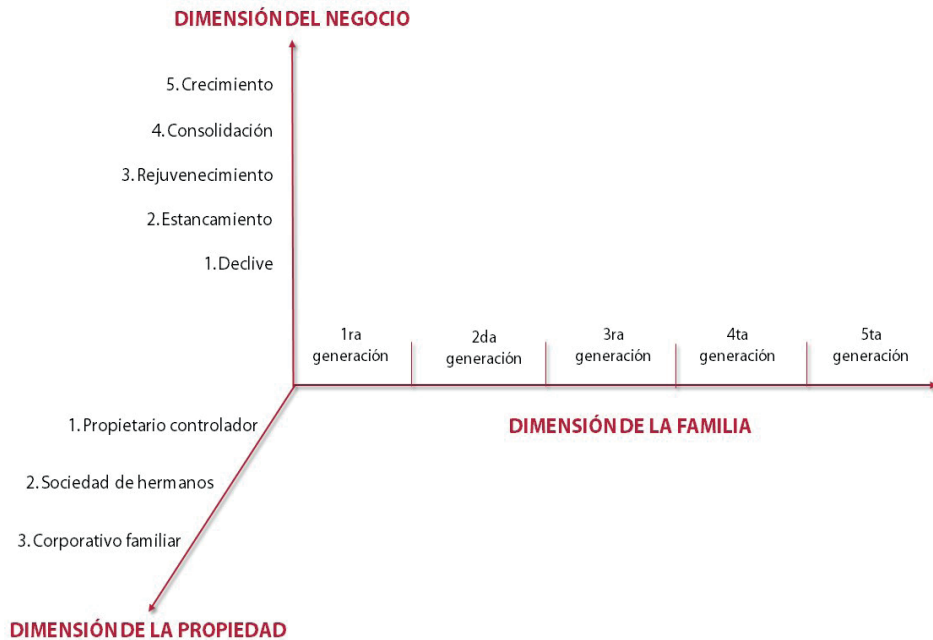 DIMENSIÓN DEL NEGOCIO
5. Crecimiento
4. Consolidación
3. Rejuvenecimiento
2. Estancamiento
1. Declive
1ra
generación
2da
generación
3ra
generación
4ta
generación
5ta
generación
DIMENSIÓN DE LA FAMILIA
1. Propietario controlador
2. Sociedad de hermanos
3. Corporativo familiar
DIMENSIÓN DE LA PROPIEDAD